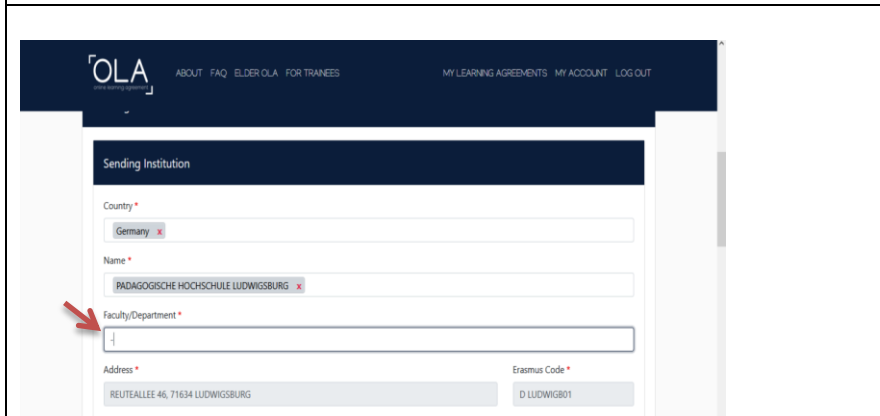 OLA
online learning agreement
ABOUT FAQ ELDER OLA FOR TRAINEES MY LEARNING AGREEMENTS MY ACCOUNT LOG OUT
Sending Institution
Country *
Germany x
Name *
PADAGOGISCHE HOCHSCHULE LUDWIGSBURG x
Faculty/Department *
-
Address * Erasmus Code *
REUTEALLEE 46, 71634 LUDWIGSBURG D LUDWIGB01